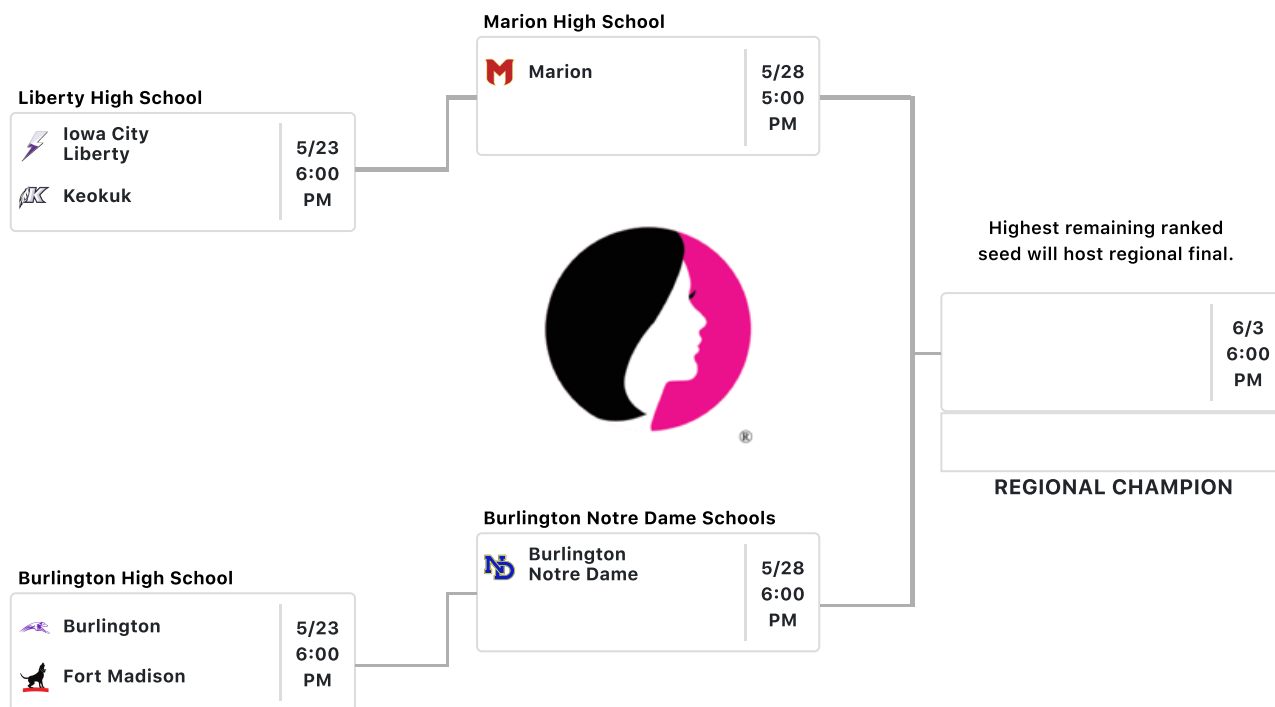 Marion High School
Marion
5/28
5:00
PM
Liberty High School
Iowa City
Liberty
Keokuk
5/23
6:00
PM
Highest remaining ranked
seed will host regional final.
6/3
6:00
PM
REGIONAL CHAMPION
®
Burlington Notre Dame Schools
Burlington
Notre Dame
5/28
6:00
PM
Burlington High School
Burlington
Fort Madison
5/23
6:00
PM